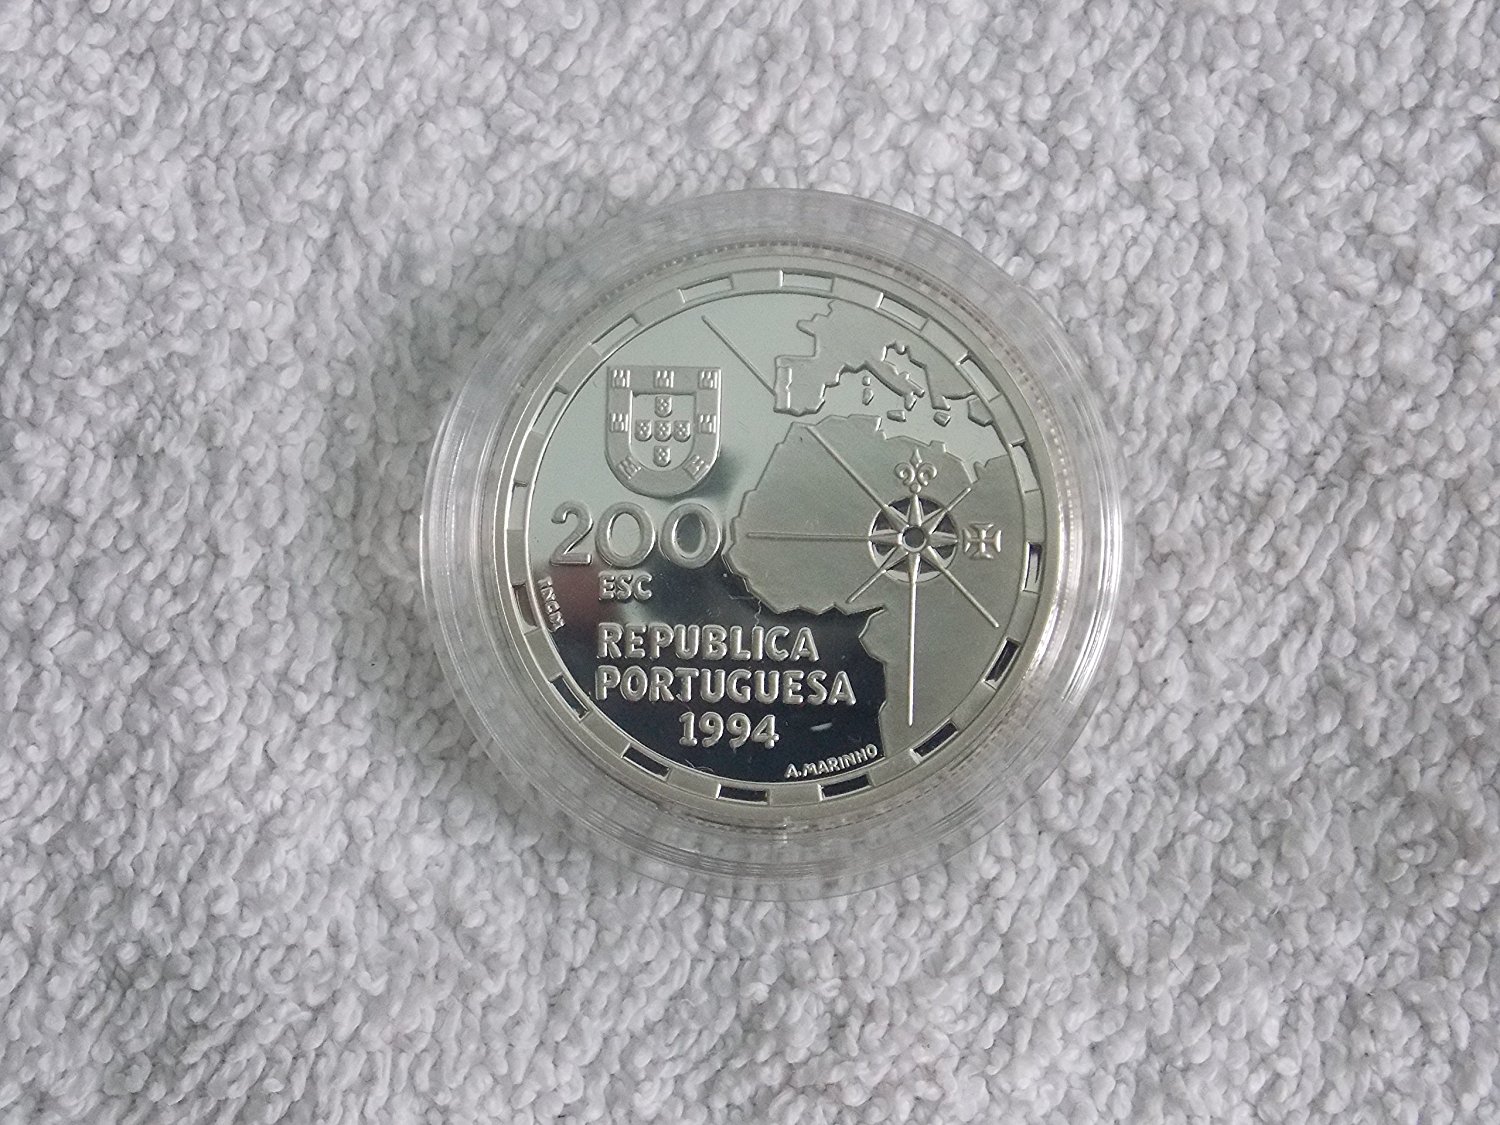 200
ESC
INCM
REPUBLICA
PORTUGUESA
1994
A. MARINHO